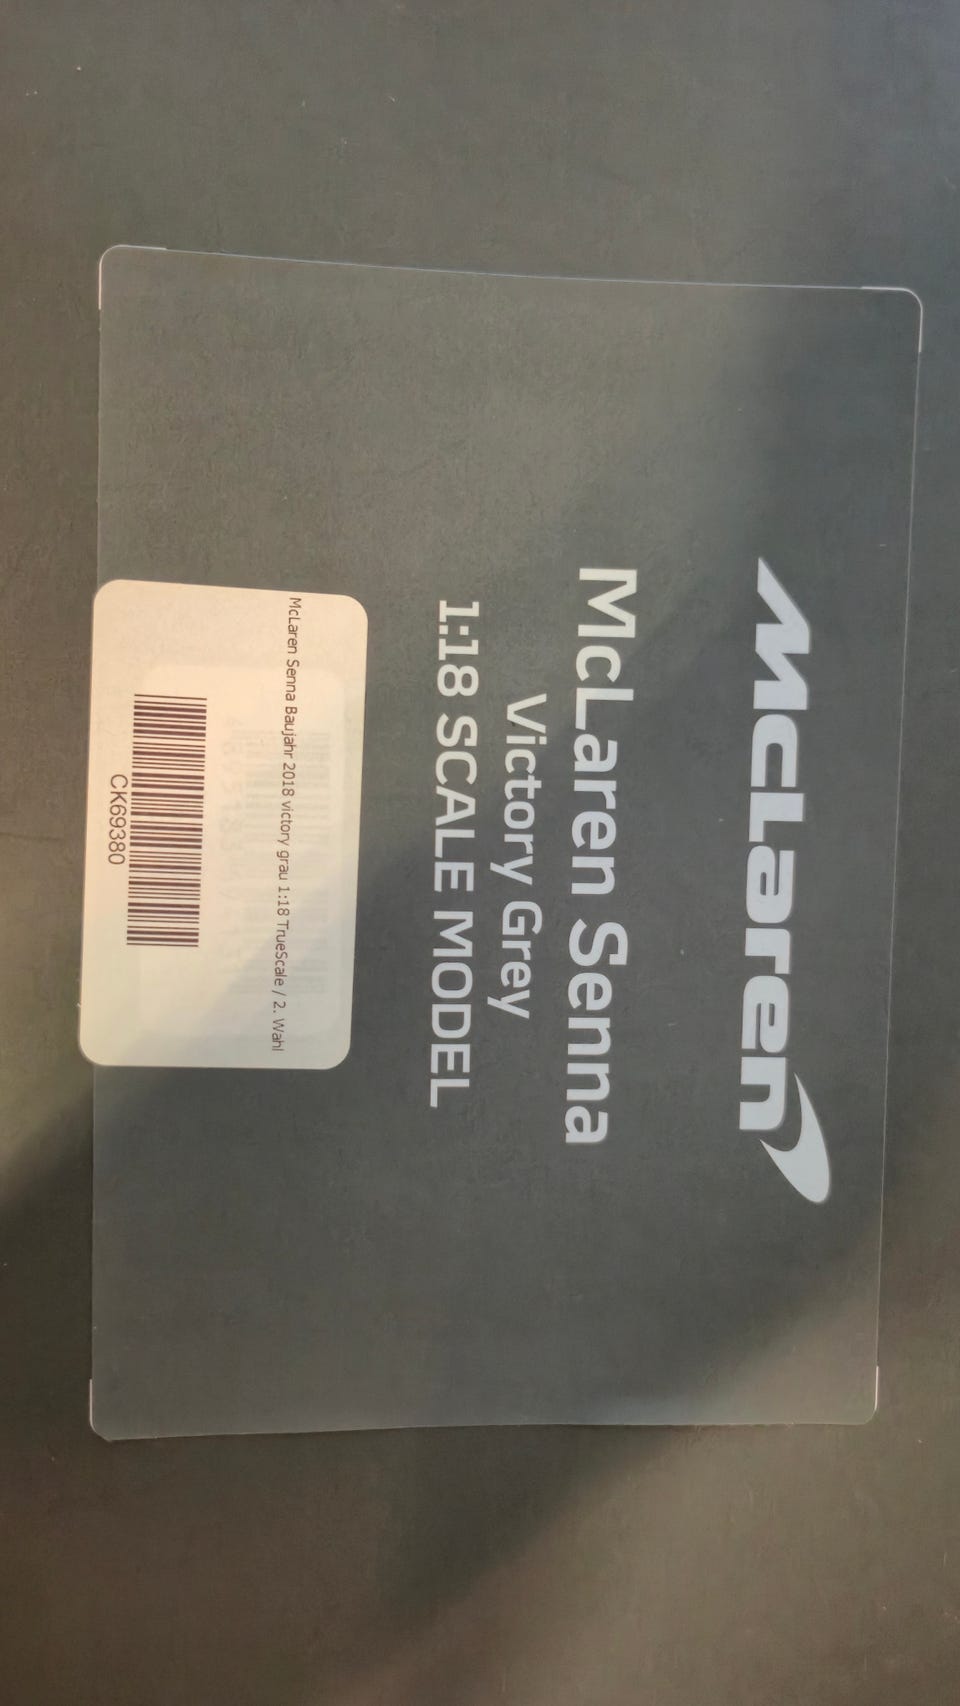 McLaren
McLaren Senna
Victory Grey
1:18 SCALE MODEL
McLaren Senna Baujahr 2018 victory grau 1:18 TrueScale / 2. Wahl
CK69380